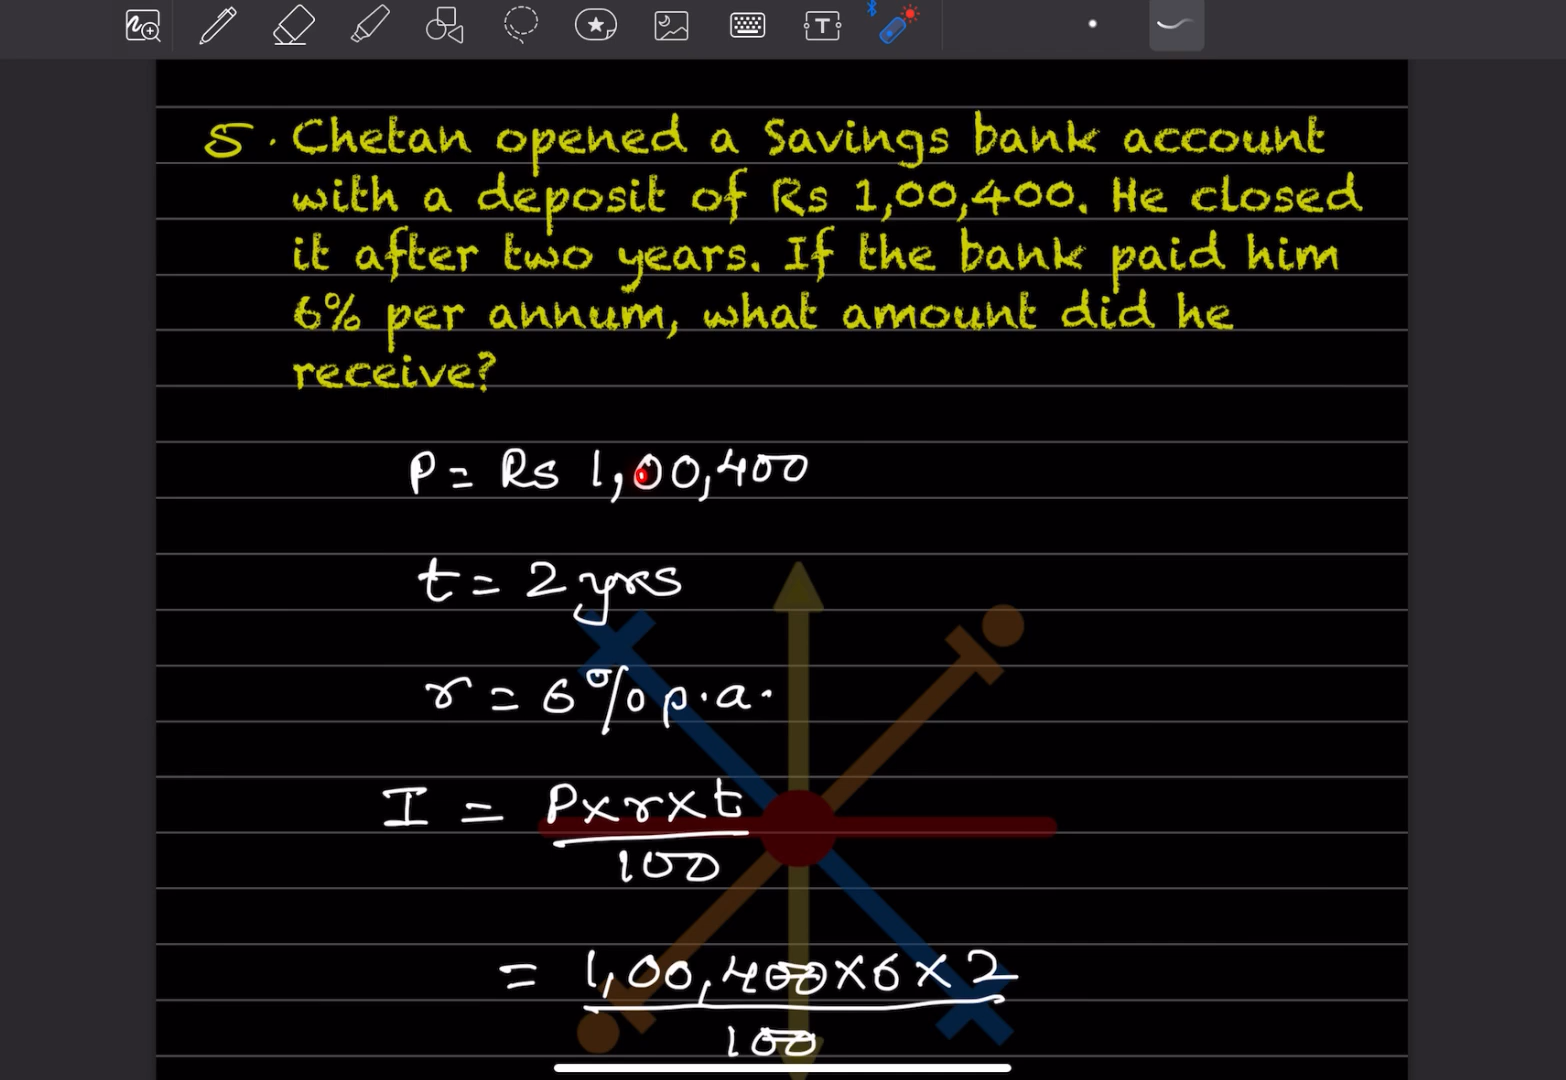 5. Chetan opened a Savings bank account
with a deposit of Rs 1,00,400. He closed
it after two years. If the bank paid him
6% per annum, what amount did he
receive?
P = Rs 1,00,400
t = 2 yrs
r = 6% p.a.
I = P×r×t
100
= 1,00,400×6×2
100